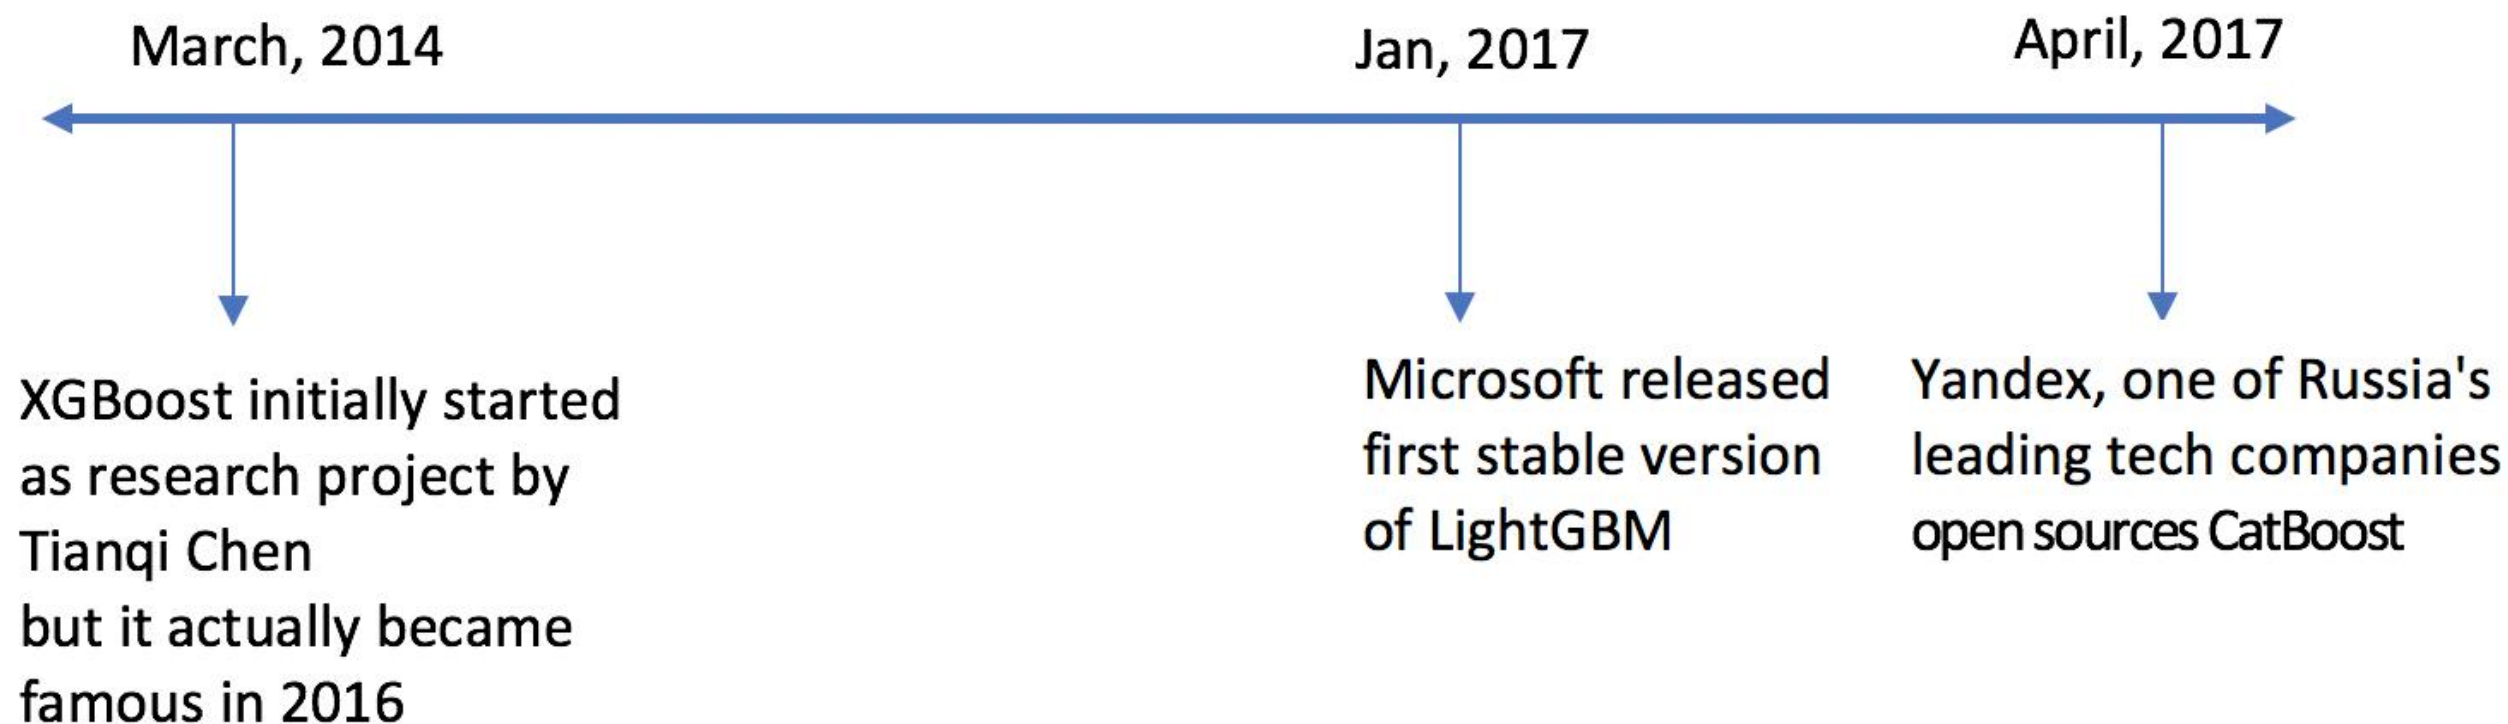 March, 2014
Jan, 2017
April, 2017
XGBoost initially started
as research project by
Tianqi Chen
but it actually became
famous in 2016
Microsoft released
first stable version
of LightGBM
Yandex, one of Russia's
leading tech companies
open sources CatBoost